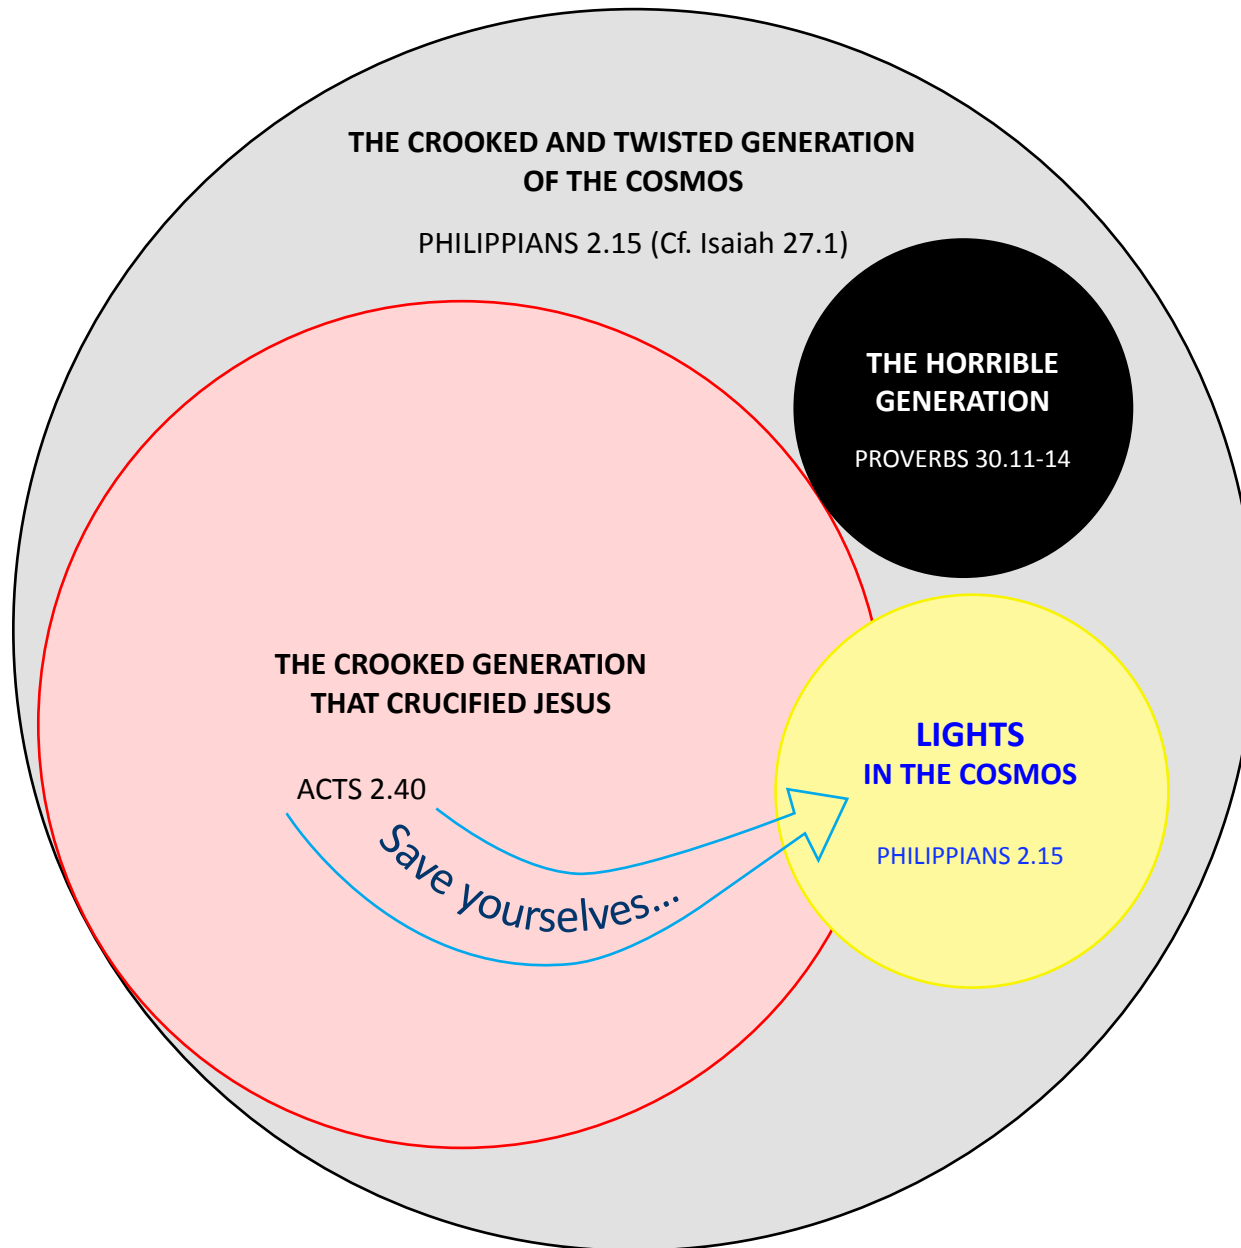 THE CROOKED AND TWISTED GENERATION
OF THE COSMOS
PHILIPPIANS 2.15 (Cf. Isaiah 27.1)
THE HORRIBLE
GENERATION
PROVERBS 30.11-14
THE CROOKED GENERATION
THAT CRUCIFIED JESUS
ACTS 2.40
Save yourselves...
LIGHTS
IN THE COSMOS
PHILIPPIANS 2.15